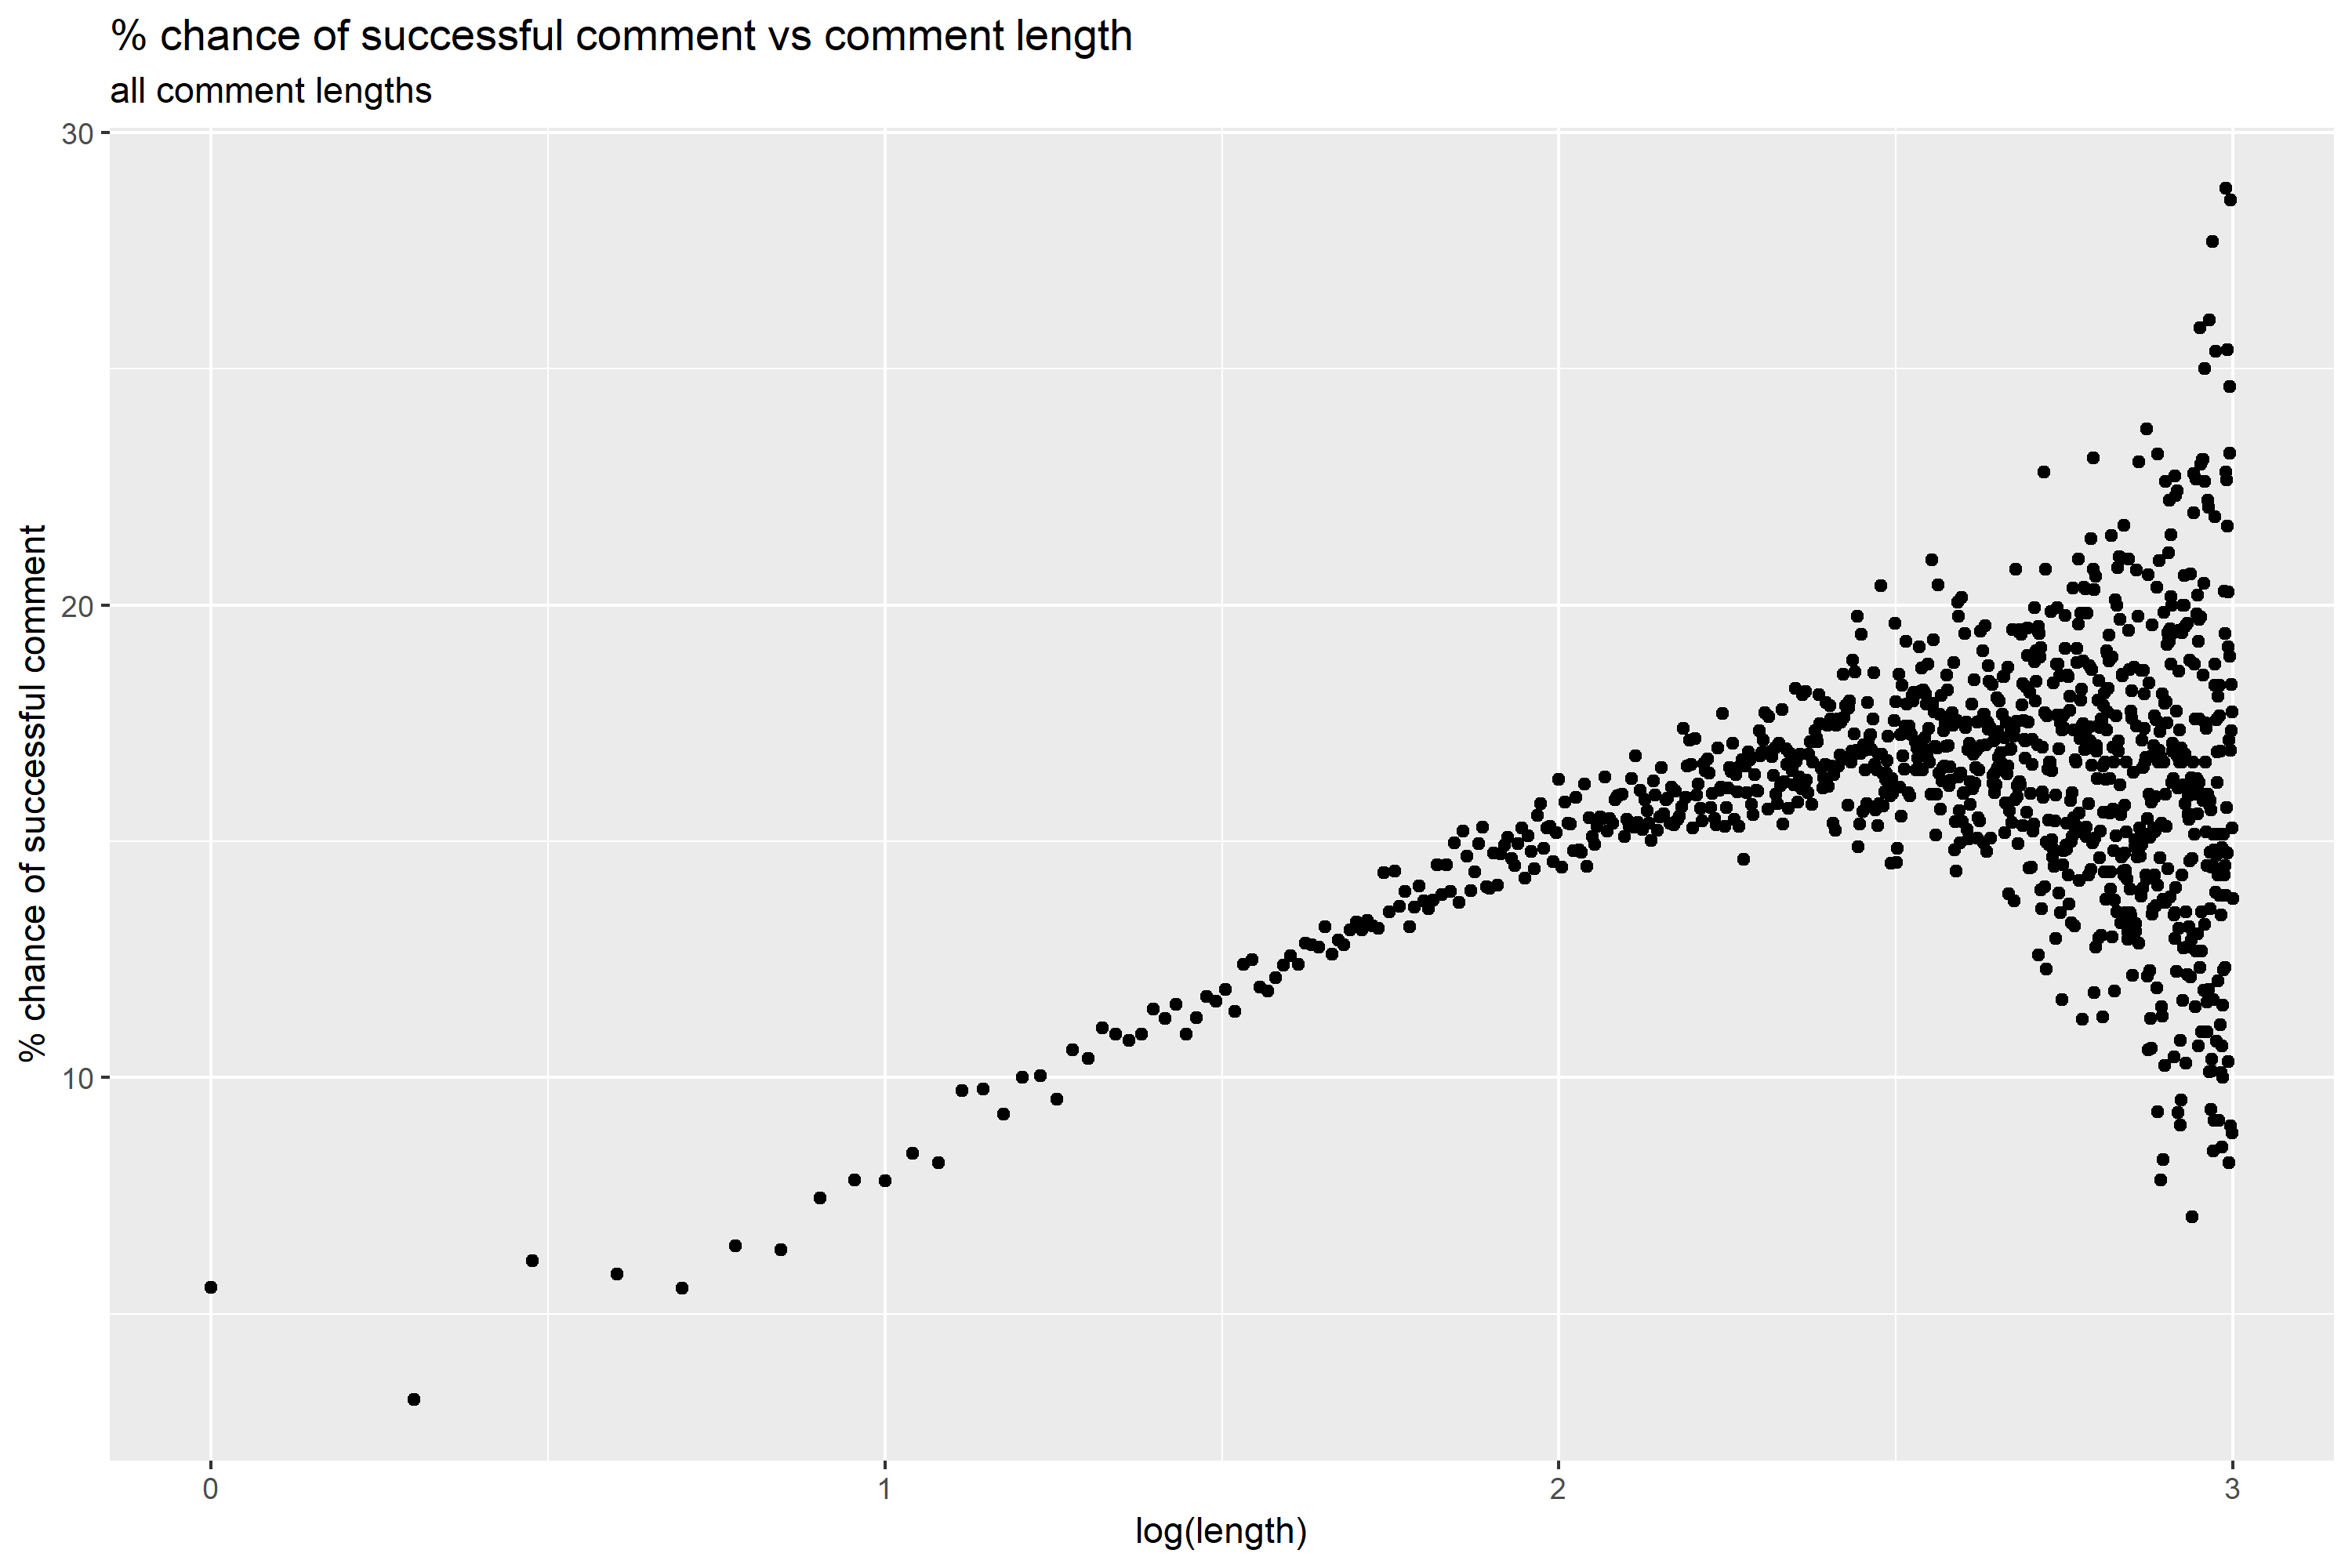 % chance of successful comment vs comment length
all comment lengths
30
20
10
% chance of successful comment
0
1
2
3
log(length)